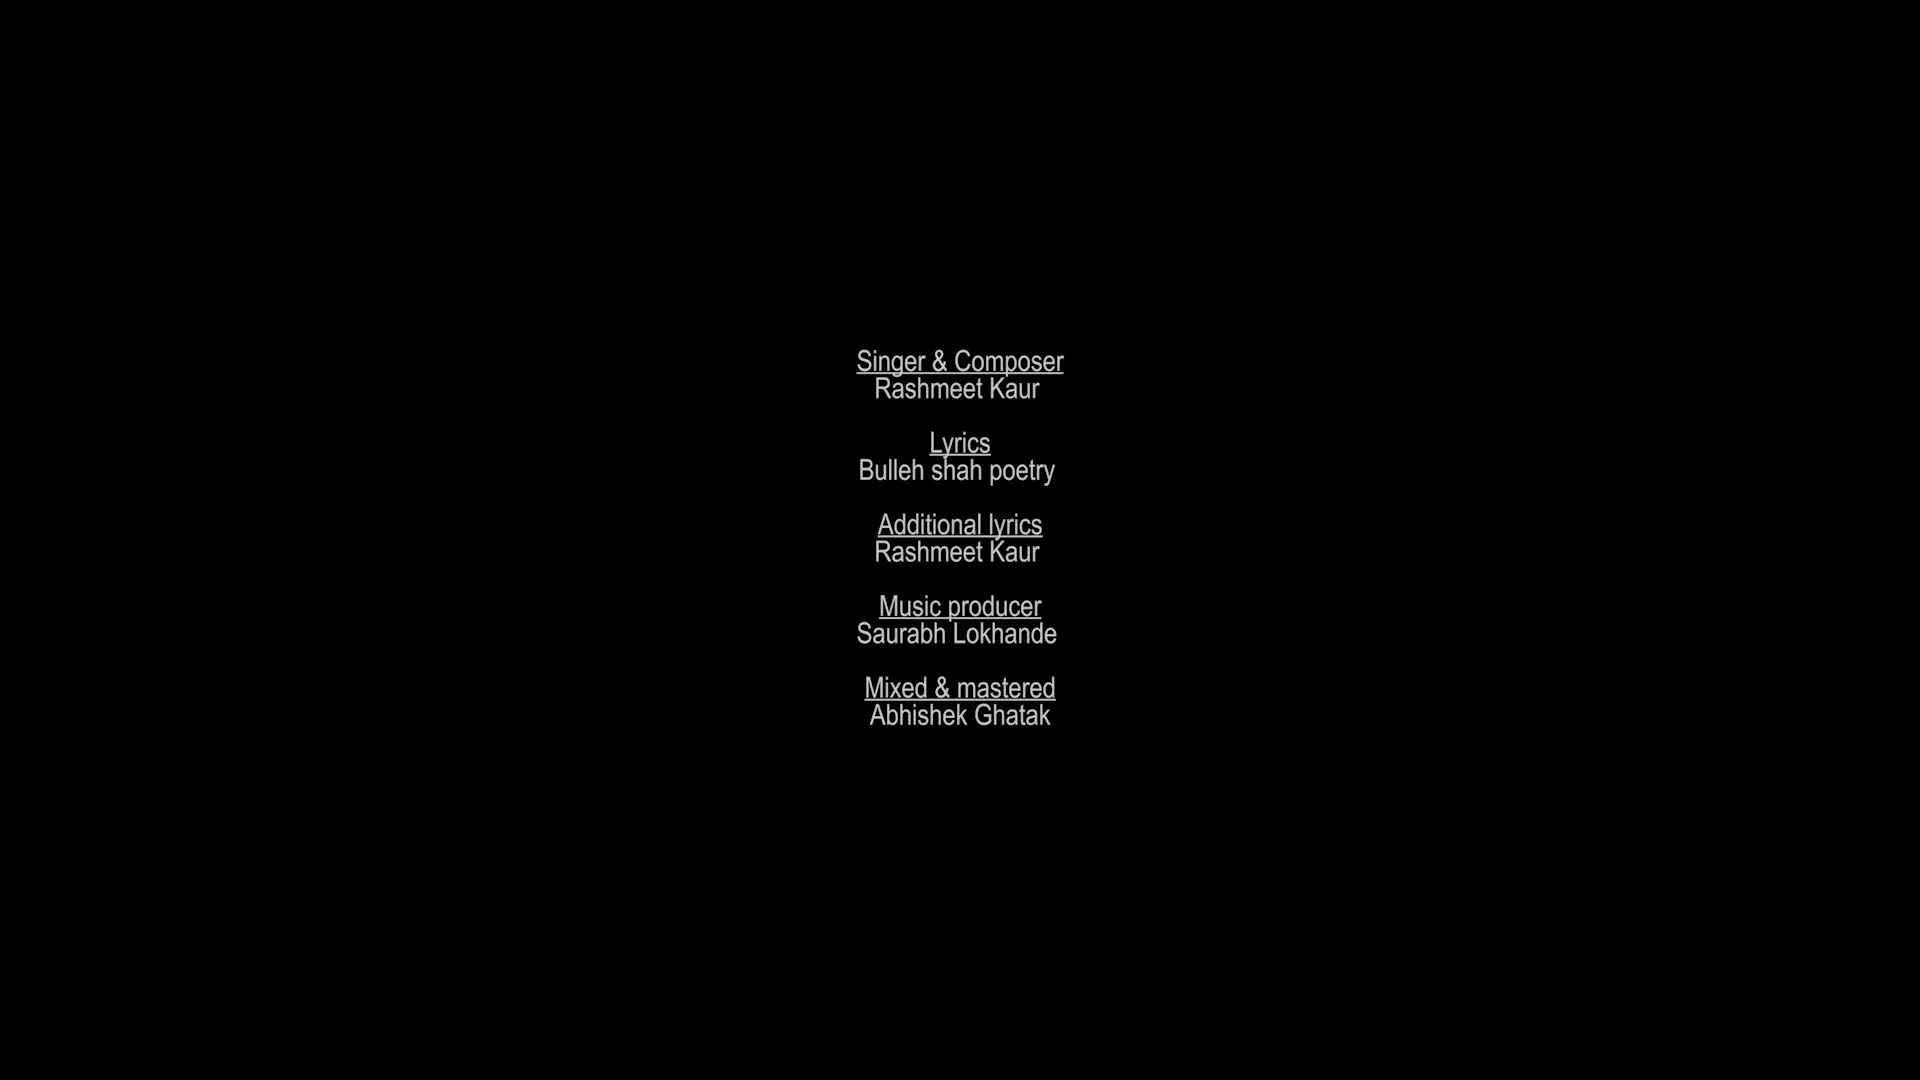 Singer & Composer
Rashmeet Kaur
Lyrics
Bulleh shah poetry
Additional lyrics
Rashmeet Kaur
Music producer
Saurabh Lokhande
Mixed & mastered
Abhishek Ghatak